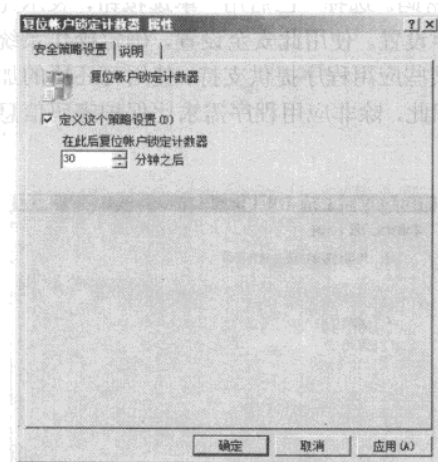 复位帐户锁定计数器 属性
? ×
安全策略设置
说明
复位帐户锁定计数器
定义这个策略设置(D)
在此后复位帐户锁定计数器
30 分钟之后
确定
取消
应用(A)